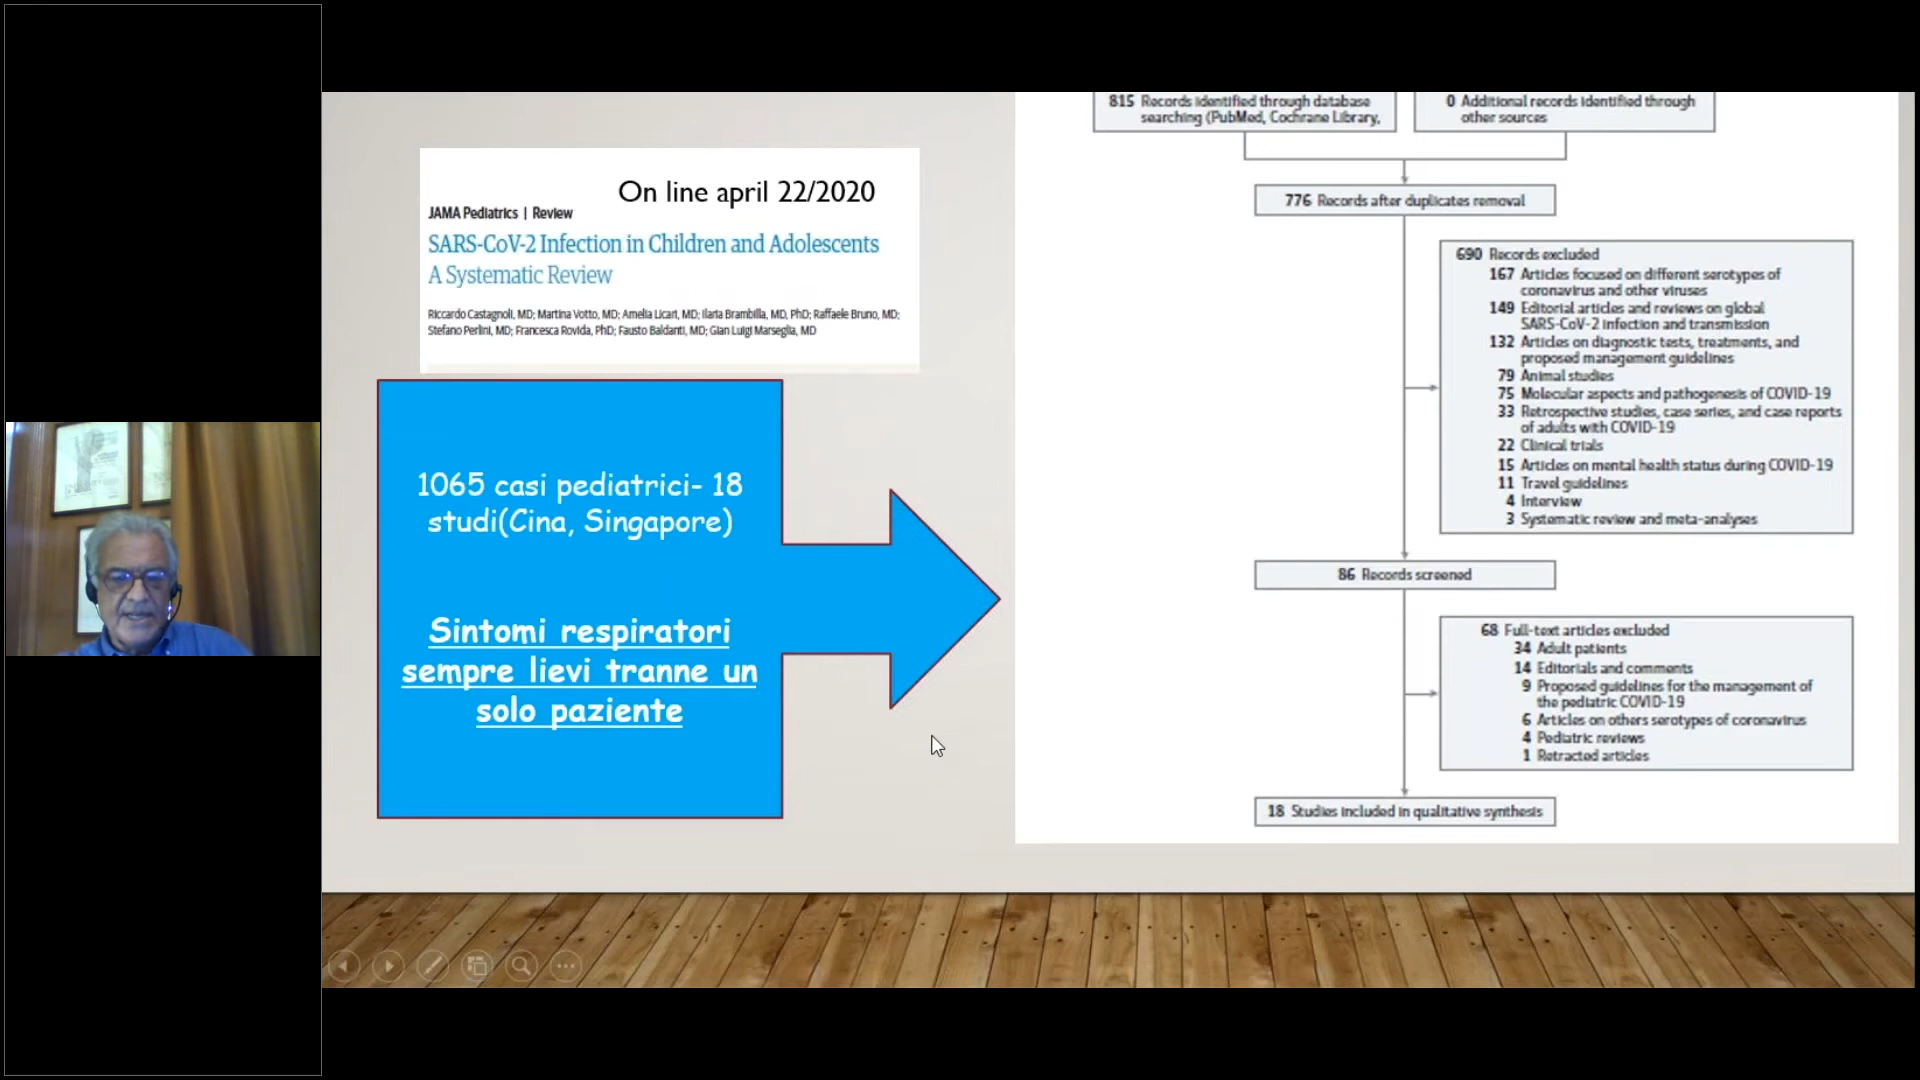 On line april 22/2020
JAMA Pediatrics | Review
SARS-CoV-2 Infection in Children and Adolescents
A Systematic Review
Riccardo Castagnoli, MD; Martina Votto, MD; Amelia Licari, MD; Ilaria Brambilla, MD, PhD; Raffaele Bruno, MD;
Stefano Perlini, MD; Francesca Rovida, PhD; Fausto Baldanti, MD; Gian Luigi Marseglia, MD
1065 casi pediatrici- 18
studi(Cina, Singapore)
Sintomi respiratori
sempre lievi tranne un
solo paziente
815 Records identified through database
searching (PubMed, Cochrane Library,
0 Additional records identified through
other sources
776 Records after duplicates removal
690 Records excluded
167 Articles focused on different serotypes of
coronavirus and other viruses
149 Editorial articles and reviews on global
SARS-CoV-2 infection and transmission
132 Articles on diagnostic tests, treatments, and
proposed management guidelines
79 Animal studies
75 Molecular aspects and pathogenesis of COVID-19
33 Retrospective studies, case series, and case reports
of adults with COVID-19
22 Clinical trials
15 Articles on mental health status during COVID-19
11 Travel guidelines
4 Interview
3 Systematic review and meta-analyses
86 Records screened
68 Full-text articles excluded
34 Adult patients
14 Editorials and comments
9 Proposed guidelines for the management of
the pediatric COVID-19
6 Articles on others serotypes of coronavirus
4 Pediatric reviews
1 Retracted articles
18 Studies included in qualitative synthesis